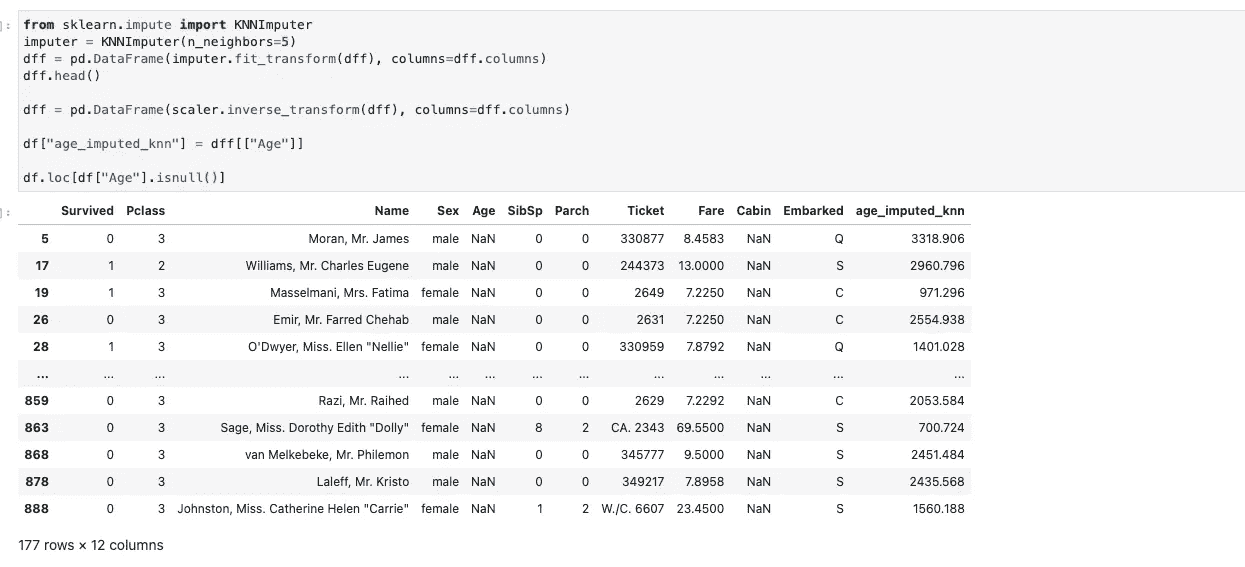 ]:
from sklearn.impute import KNNImputer
imputer = KNNImputer(n_neighbors=5)
dff = pd.DataFrame(imputer.fit_transform(dff), columns=dff.columns)
dff.head()
dff = pd.DataFrame(scaler.inverse_transform(dff), columns=dff.columns)
df["age_imputed_knn"] = dff[["Age"]]
df.loc[df["Age"].isnull()]
]:
Survived Pclass Name Sex Age SibSp Parch Ticket Fare Cabin Embarked age_imputed_knn
5 0 3 Moran, Mr. James male NaN 0 0 330877 8.4583 NaN Q 3318.906
17 1 2 Williams, Mr. Charles Eugene male NaN 0 0 244373 13.0000 NaN S 2960.796
19 1 3 Masselmani, Mrs. Fatima female NaN 0 0 2649 7.2250 NaN C 971.296
26 0 3 Emir, Mr. Farred Chehab male NaN 0 0 2631 7.2250 NaN C 2554.938
28 1 3 O'Dwyer, Miss. Ellen "Nellie" female NaN 0 0 330959 7.8792 NaN Q 1401.028
... ... ... ... ... ... ... ... ... ... ... ... ...
859 0 3 Razi, Mr. Raihed male NaN 0 0 2629 7.2292 NaN C 2053.584
863 0 3 Sage, Miss. Dorothy Edith "Dolly" female NaN 8 2 CA. 2343 69.5500 NaN S 700.724
868 0 3 van Melkebeke, Mr. Philemon male NaN 0 0 345777 9.5000 NaN S 2451.484
878 0 3 Laleff, Mr. Kristo male NaN 0 0 349217 7.8958 NaN S 2435.568
888 0 3 Johnston, Miss. Catherine Helen "Carrie" female NaN 1 2 W./C. 6607 23.4500 NaN S 1560.188
177 rows × 12 columns